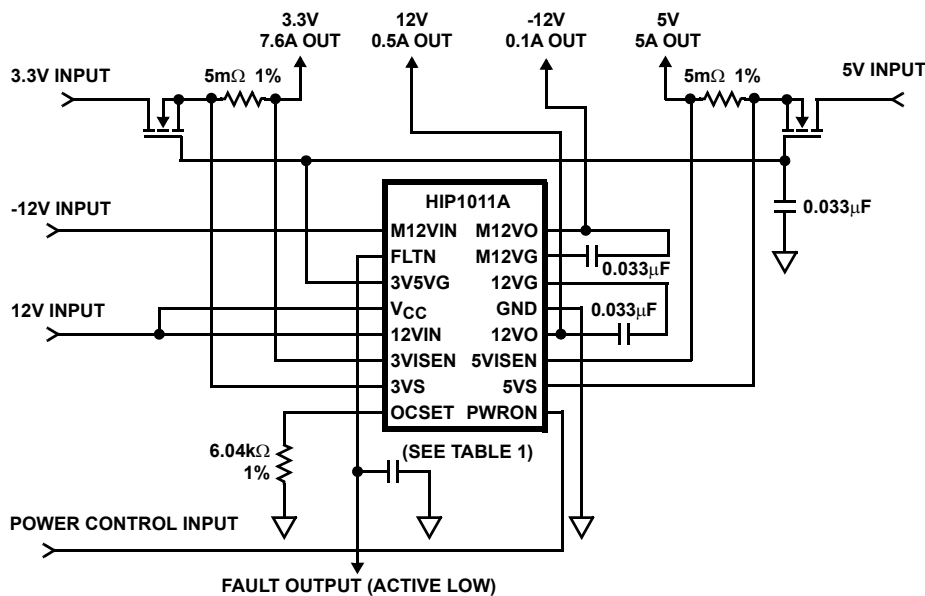 3.3V
7.6A OUT
12V
0.5A OUT
-12V
0.1A OUT
5V
5A OUT
3.3V INPUT
5mΩ 1%
5mΩ 1%
5V INPUT
HIP1011A
-12V INPUT
M12VIN
M12VO
0.033µF
FLTN
M12VG
0.033µF
3V5VG
12VG
12V INPUT
VCC
GND
0.033µF
12VIN
12VO
3VISEN
5VISEN
3VS
5VS
OCSET
PWRON
6.04kΩ
1%
(SEE TABLE 1)
POWER CONTROL INPUT
FAULT OUTPUT (ACTIVE LOW)